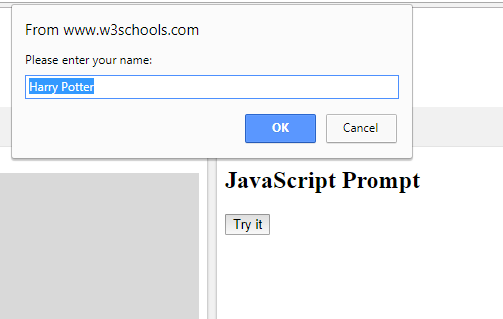 From www.w3schools.com
Please enter your name:
Harry Potter
OK Cancel
JavaScript Prompt
Try it